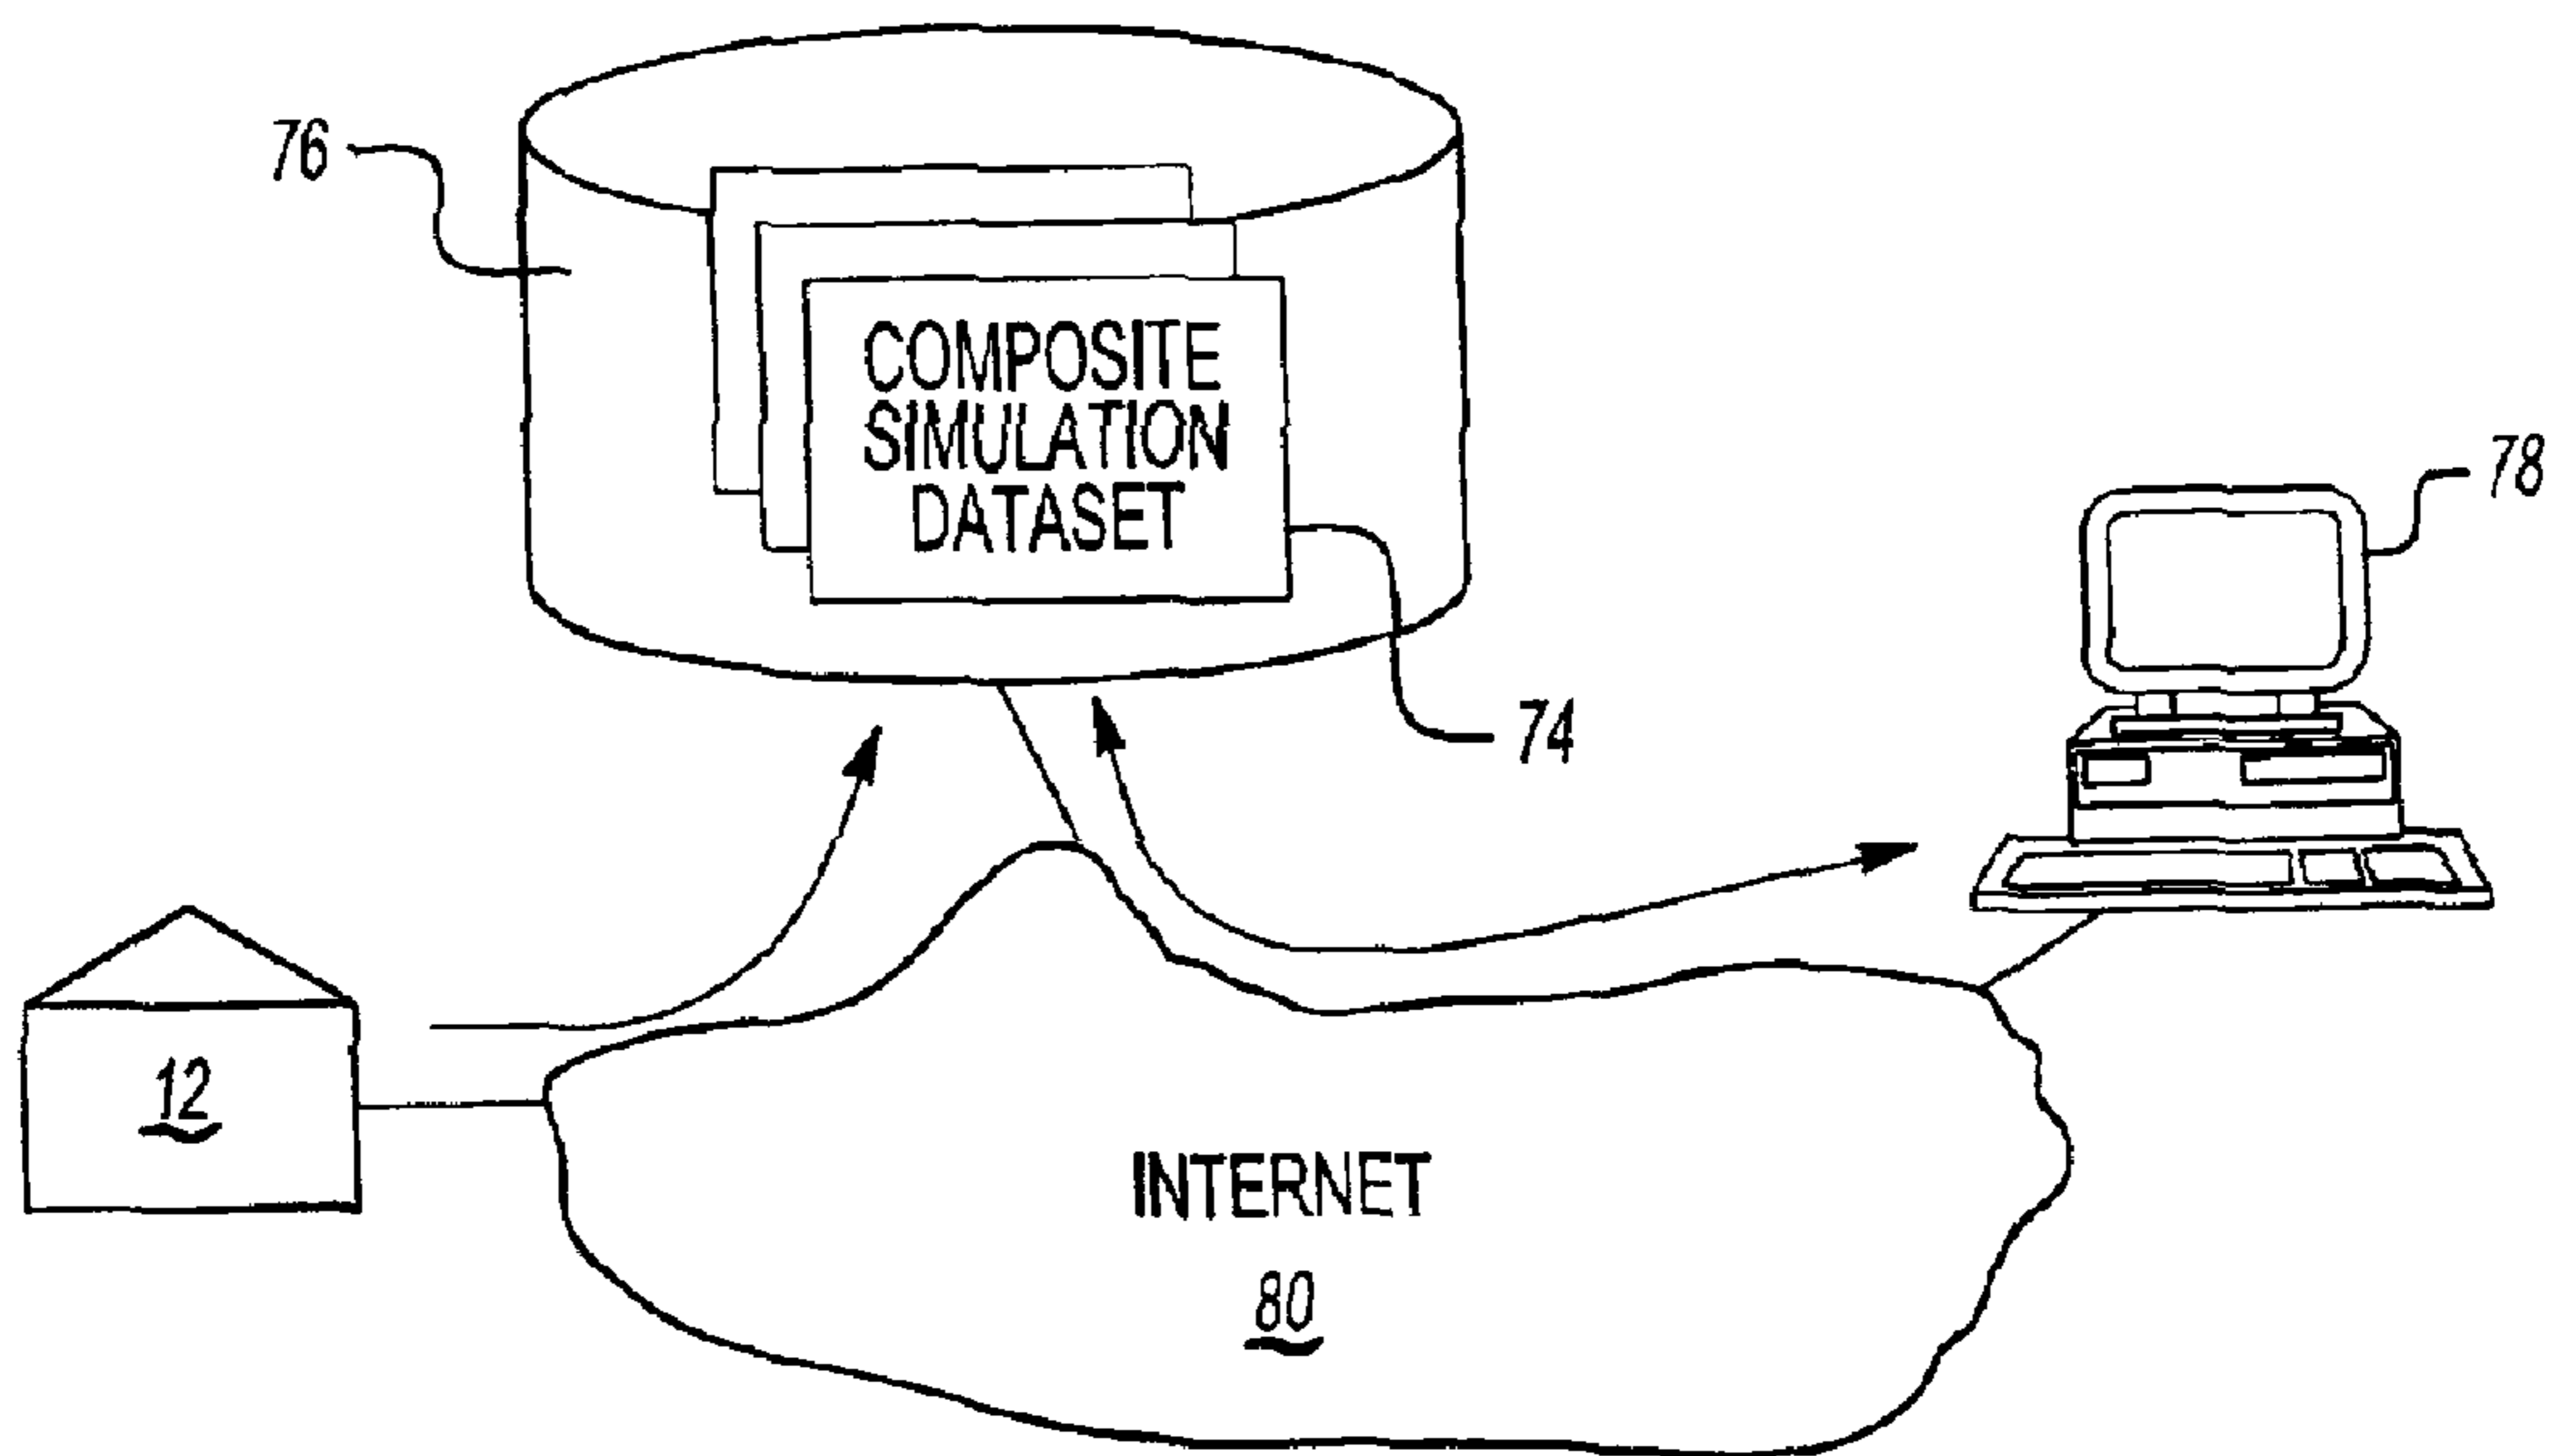 76
COMPOSITE
SIMULATION
DATASET
78
74
12
INTERNET
80